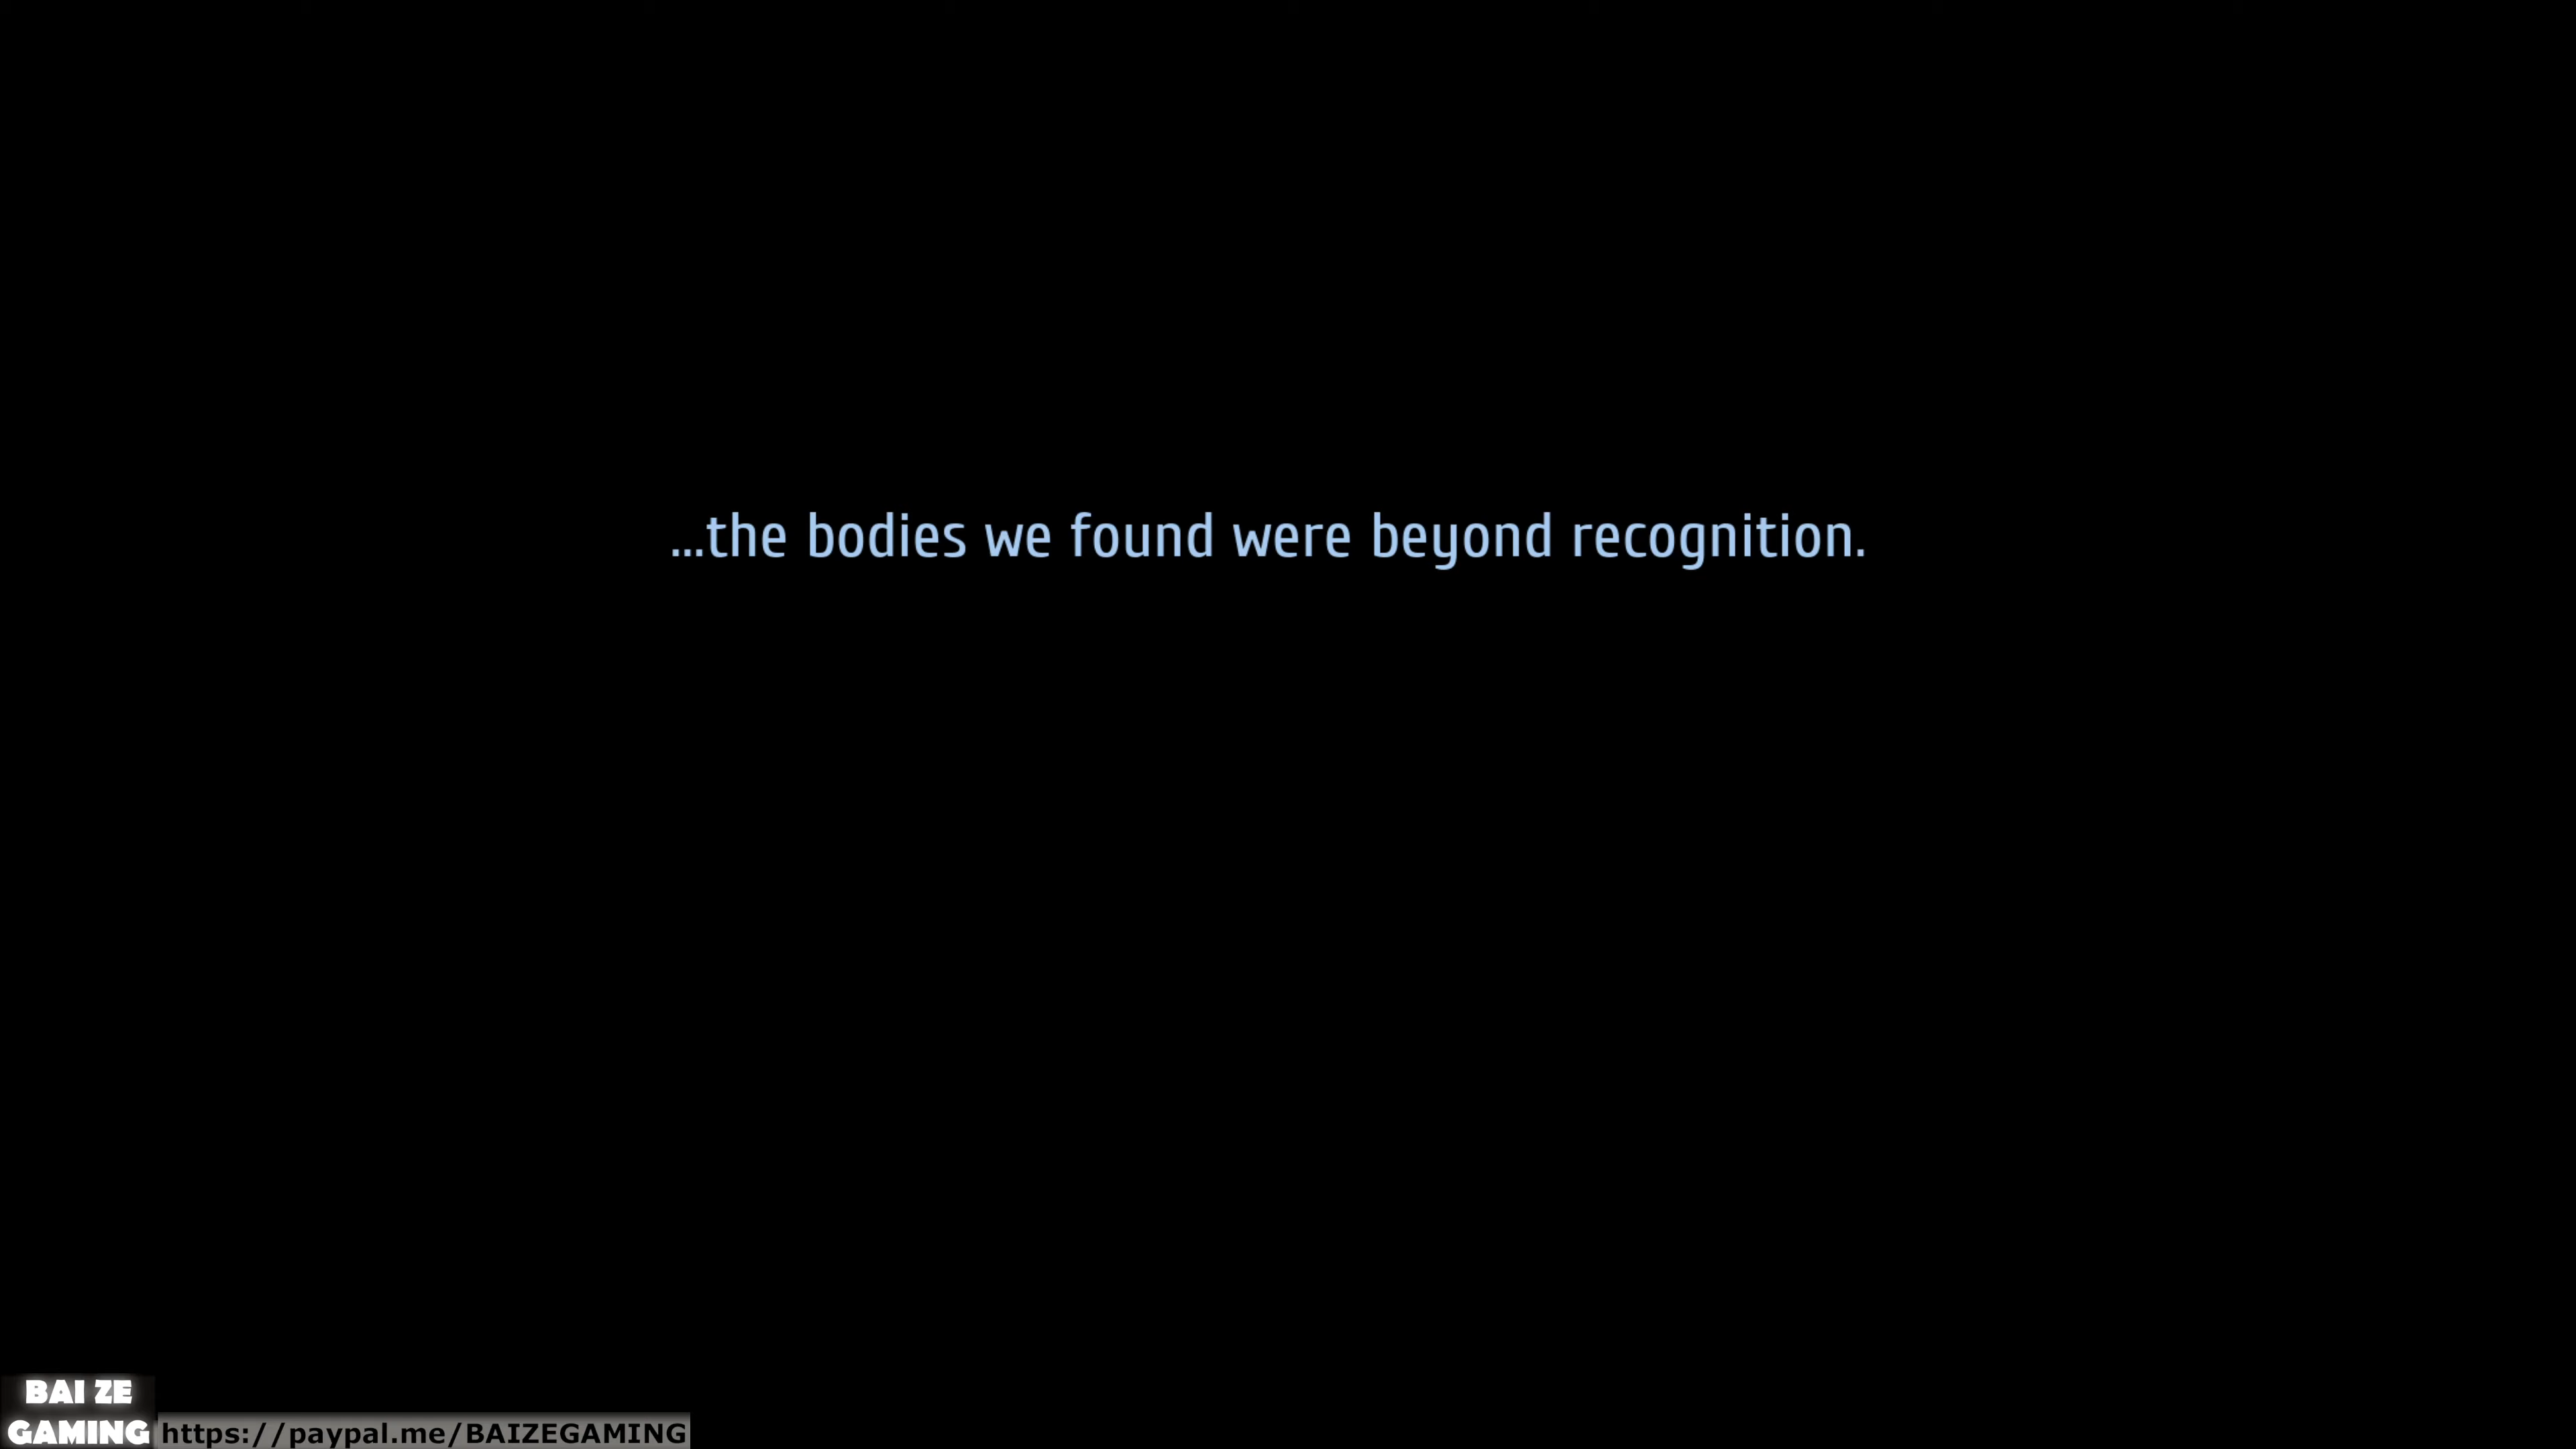 ...the bodies we found were beyond recognition.
BAI ZE
GAMING
https://paypal.me/BAIZEGAMING